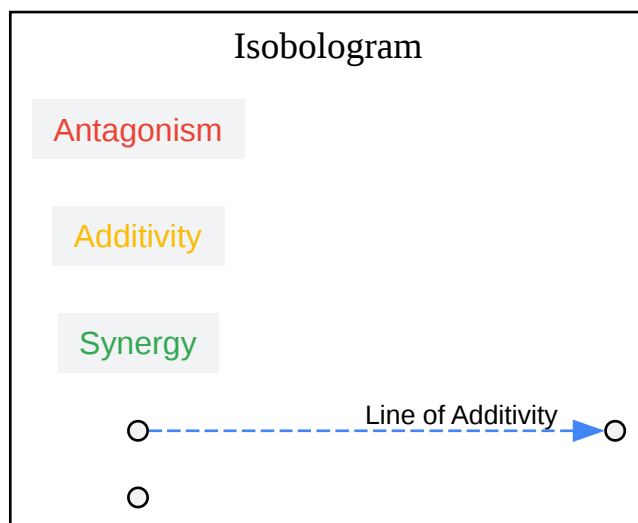 Isobologram
Antagonism
Additivity
Synergy
Line of Additivity